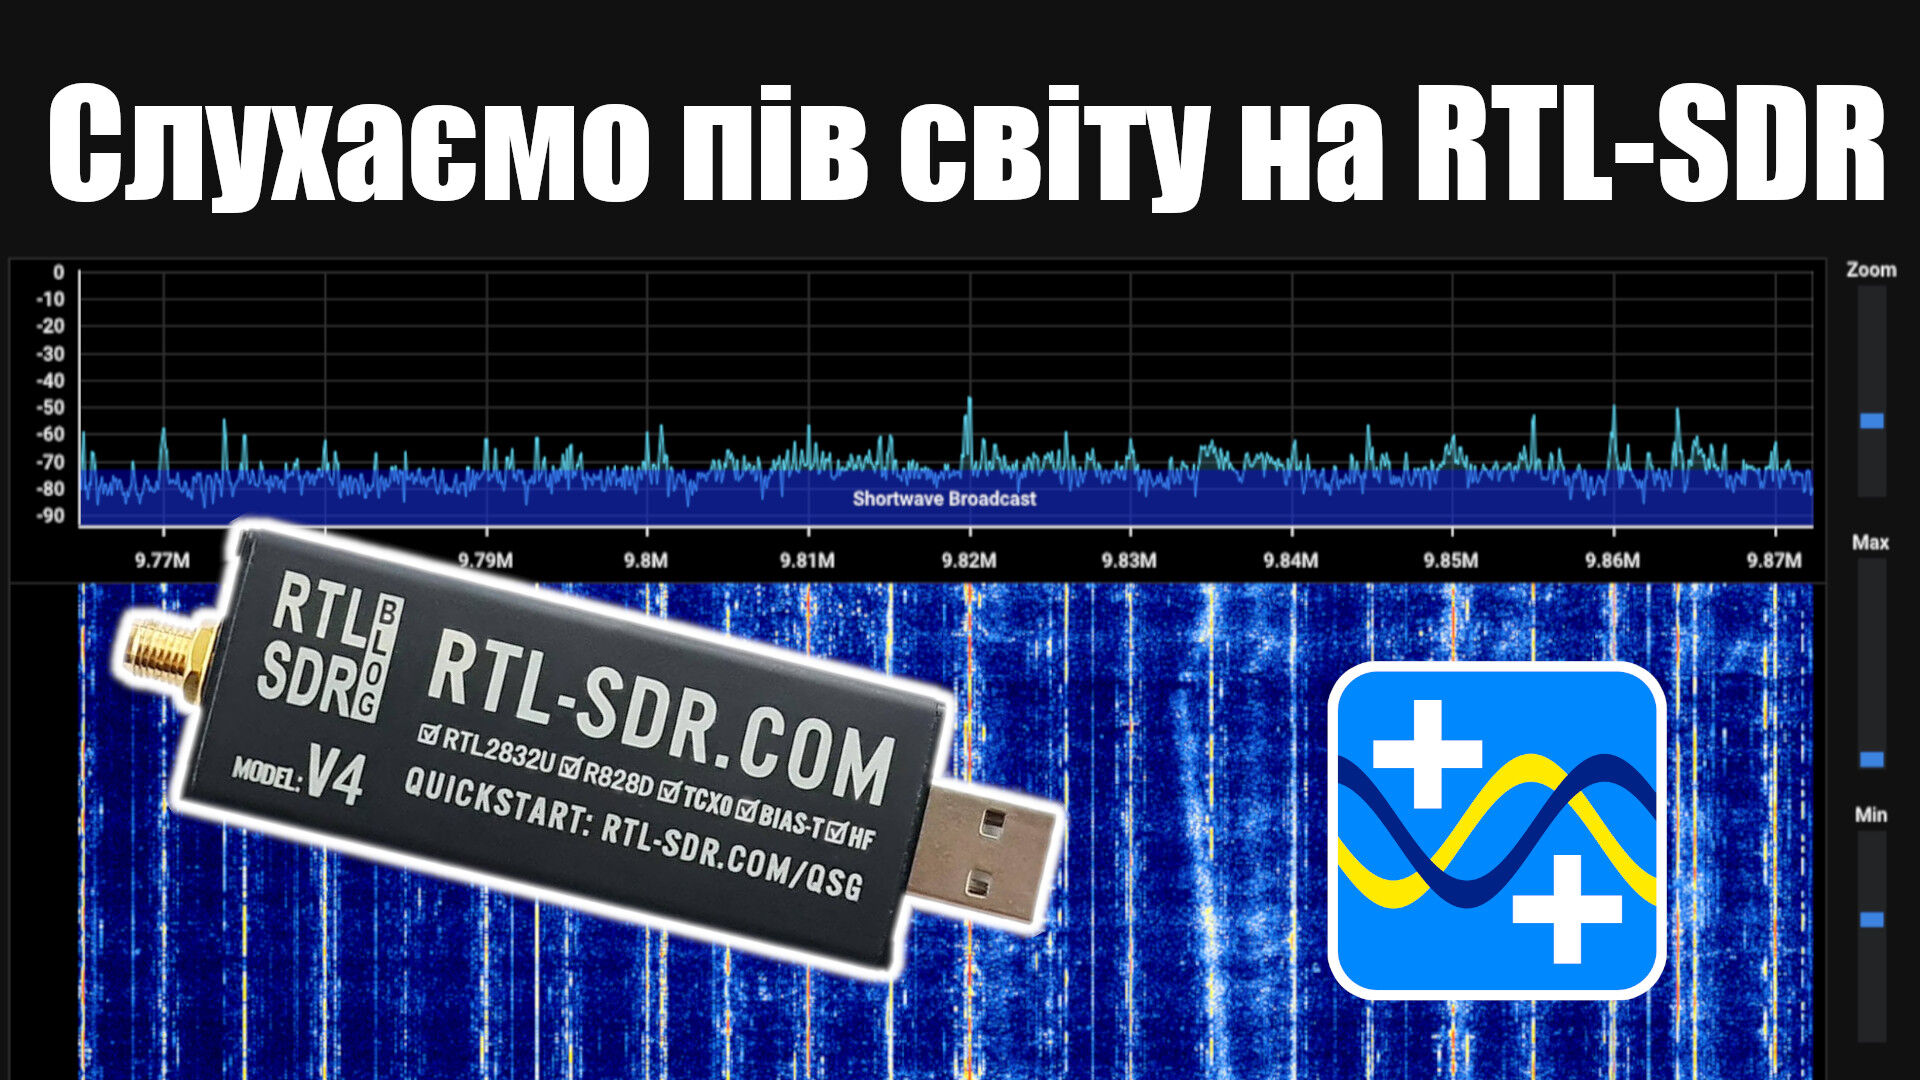 Слухаємо пів світу на RTL-SDR
Zoom
0
-10
-20
-30
-40
-50
-60
-70
-80
-90
Shortwave Broadcast
9.77M 9.79M 9.8M 9.81M 9.82M 9.83M 9.84M 9.85M 9.86M 9.87M
Max
Min
RTL
SDR
BLOG
MODEL: V4
RTL-SDR.COM
☑ RTL2832U ☑ R828D ☑ TCXO ☑ BIAS-T ☑ HF
QUICKSTART: RTL-SDR.COM/QSG